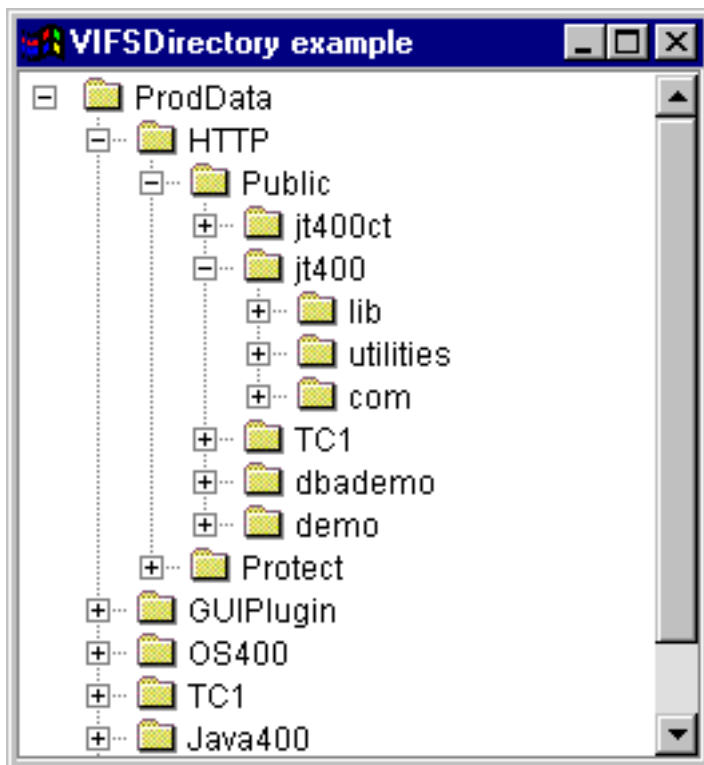 VIFSDirectory example
ProdData
HTTP
Public
jt400ct
jt400
lib
utilities
com
TC1
dbademo
demo
Protect
GUIPlugin
OS400
TC1
Java400